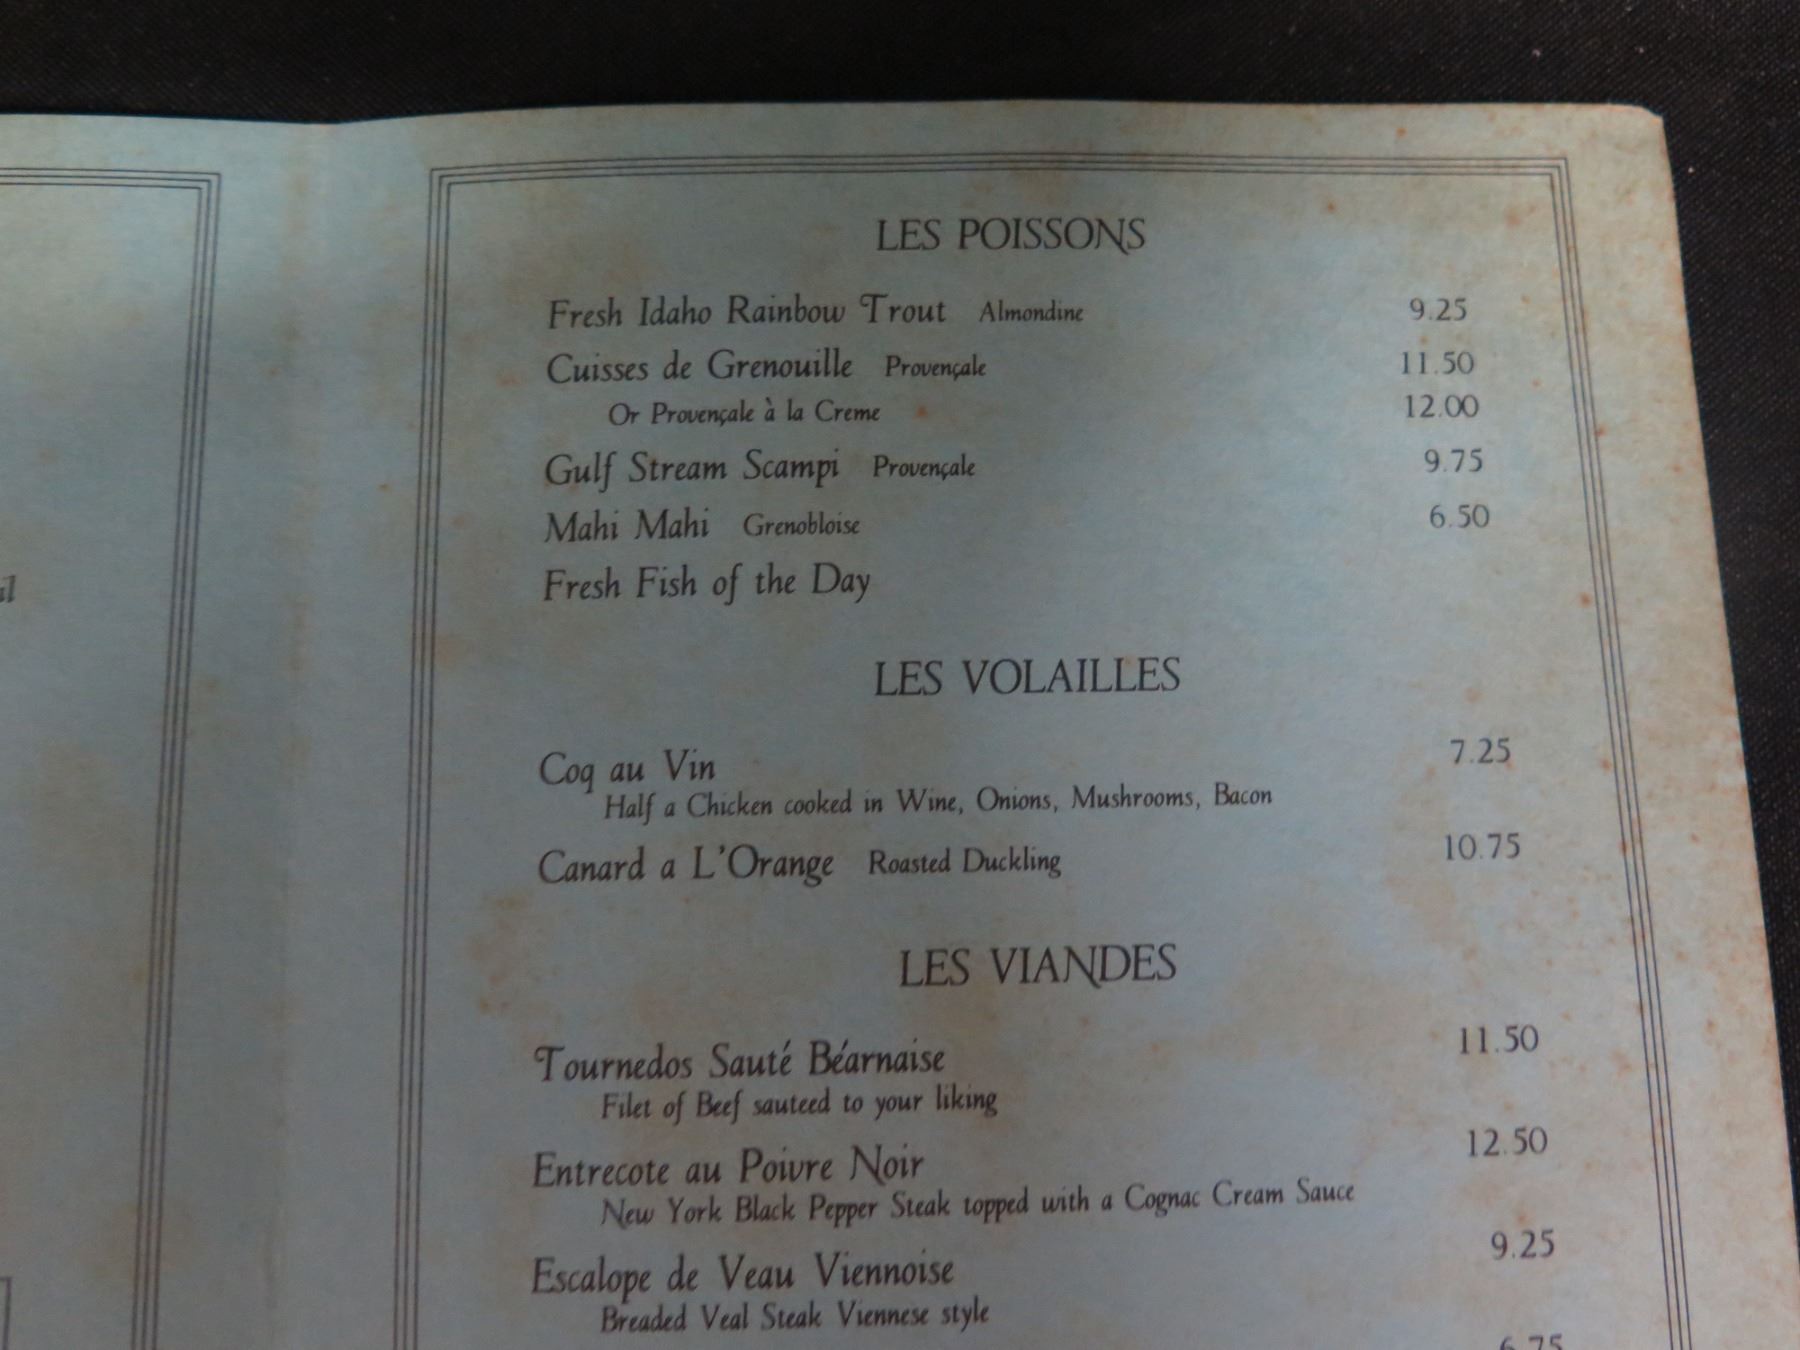 LES POISSONS
Fresh Idaho Rainbow Trout Almondine 9.25
Cuisses de Grenouille Provençale 11.50
Or Provençale à la Creme 12.00
Gulf Stream Scampi Provençale 9.75
Mahi Mahi Grenobloise 6.50
Fresh Fish of the Day
LES VOLAILLES
Coq au Vin 7.25
Half a Chicken cooked in Wine, Onions, Mushrooms, Bacon
Canard a L'Orange Roasted Duckling 10.75
LES VIANDES
Tournedos Sauté Béarnaise 11.50
Filet of Beef sauteed to your liking
Entrecote au Poivre Noir 12.50
New York Black Pepper Steak topped with a Cognac Cream Sauce
Escalope de Veau Viennoise 9.25
Breaded Veal Steak Viennese style
6.75